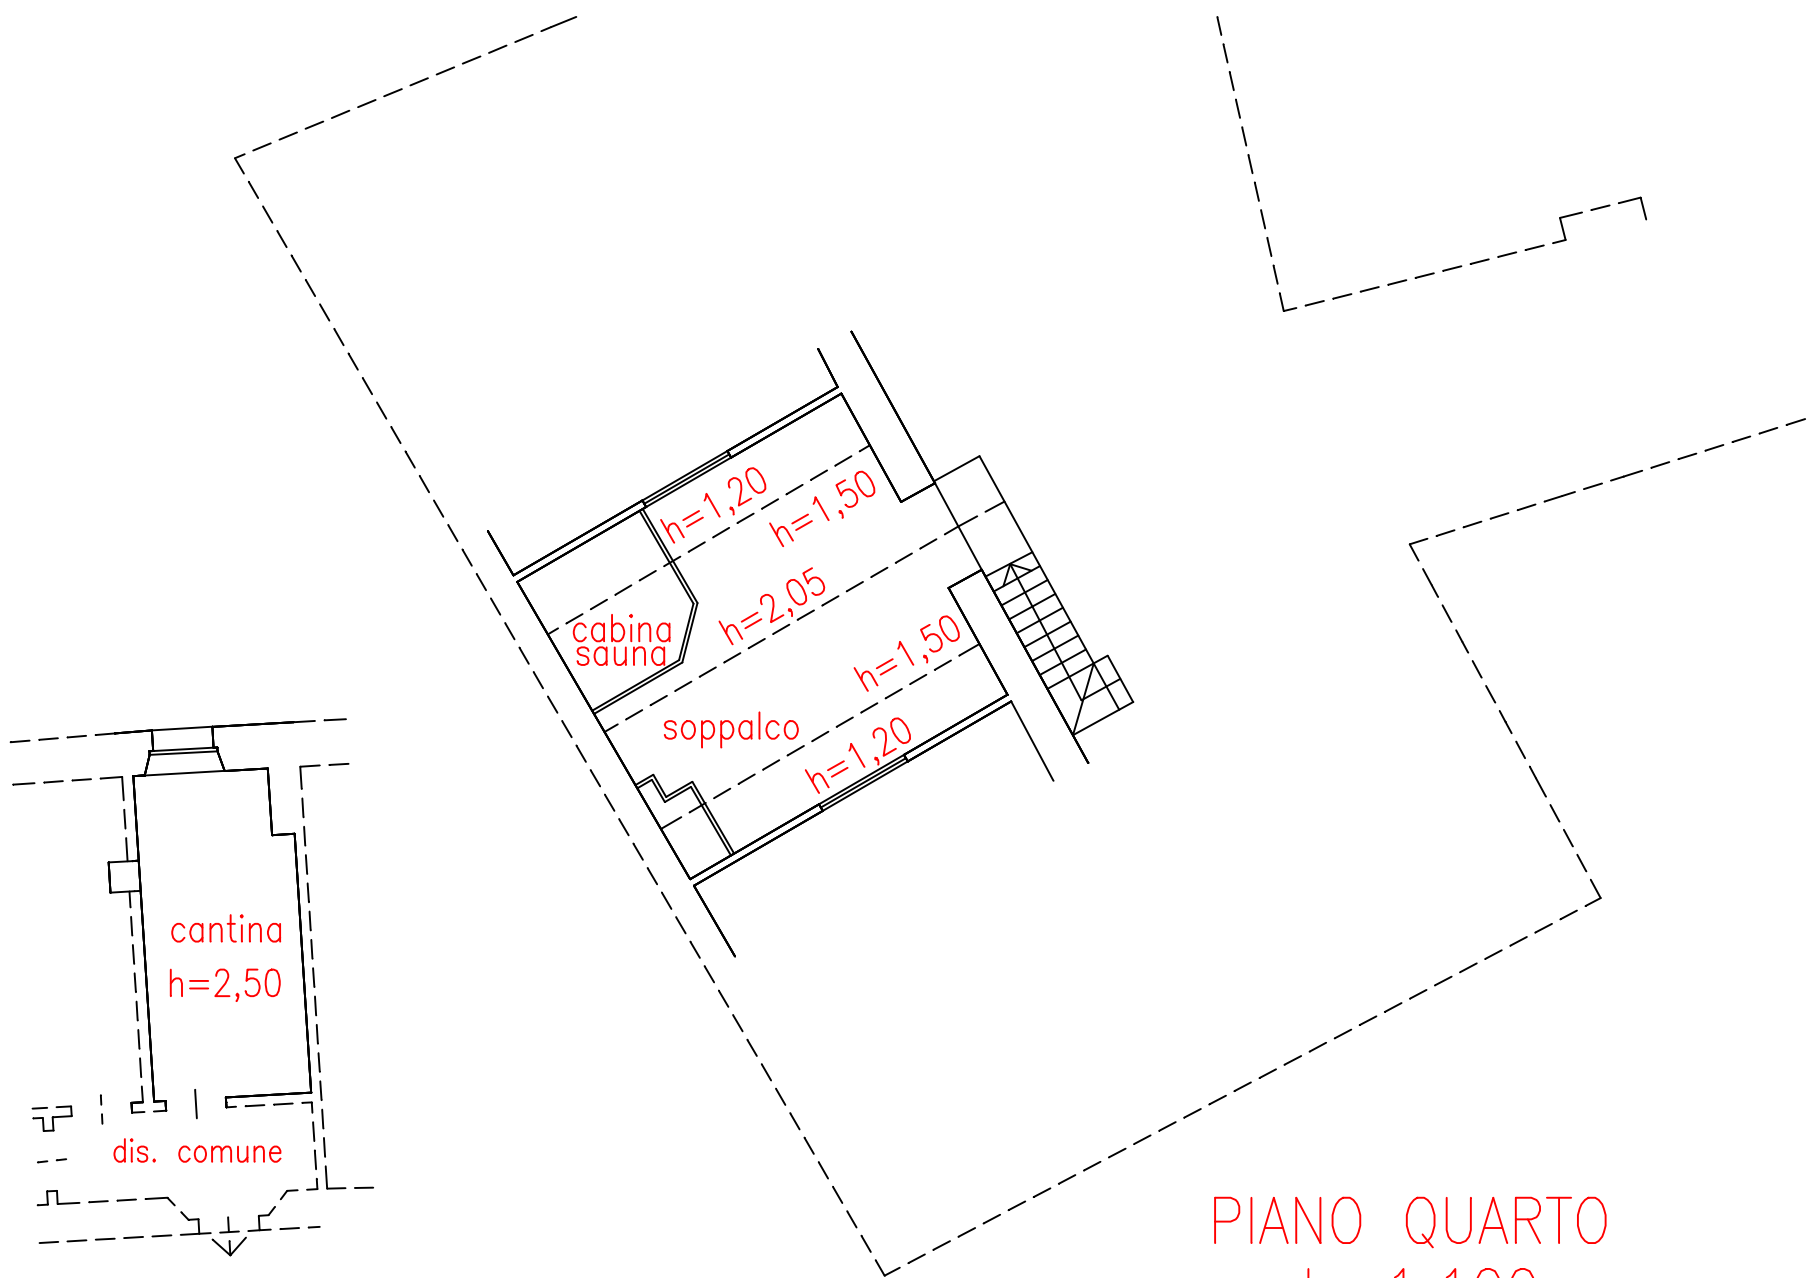 h=1,20
h=1,50
h=2,05
cabina
sauna
h=1,50
soppalco
h=1,20
cantina
h=2,50
dis. comune
PIANO QUARTO